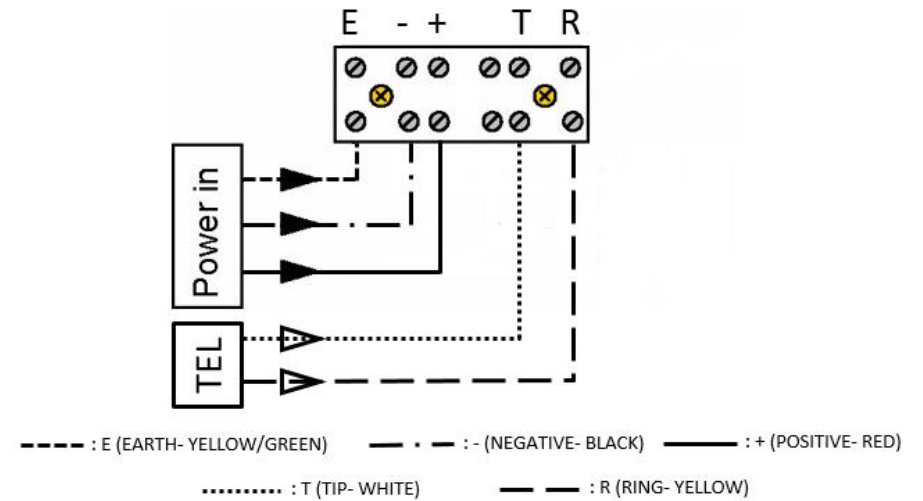 E - + T R
Power in
TEL
: E (EARTH- YELLOW/GREEN) : - (NEGATIVE- BLACK) : + (POSITIVE- RED)
: T (TIP- WHITE) : R (RING- YELLOW)